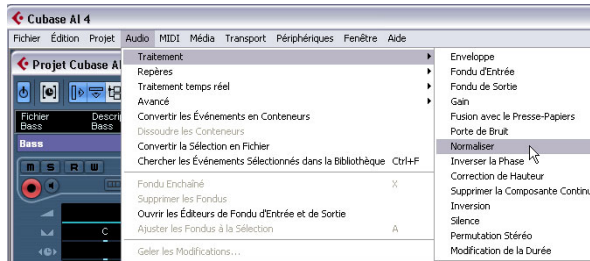 Cubase AI 4
Fichier Édition Projet Audio MIDI Média Transport Périphériques Fenêtre Aide
Projet Cubase AI
Fichier Descri
Bass Bass
Bass
M S R W
C
Traitement
Repères
Traitement temps réel
Avancé
Convertir les Événements en Conteneurs
Dissoudre les Conteneurs
Convertir la Sélection en Fichier
Chercher les Événements Sélectionnés dans la Bibliothèque Ctrl+F
Fondu Enchaîné X
Supprimer les Fondus
Ouvrir les Éditeurs de Fondu d'Entrée et de Sortie
Ajuster les Fondus à la Sélection A
Geler les Modifications...
Enveloppe
Fondu d'Entrée
Fondu de Sortie
Gain
Fusion avec le Presse-Papiers
Porte de Bruit
Normaliser
Inverser la Phase
Correction de Hauteur
Supprimer la Composante Continu
Inversion
Silence
Permutation Stéréo
Modification de la Durée